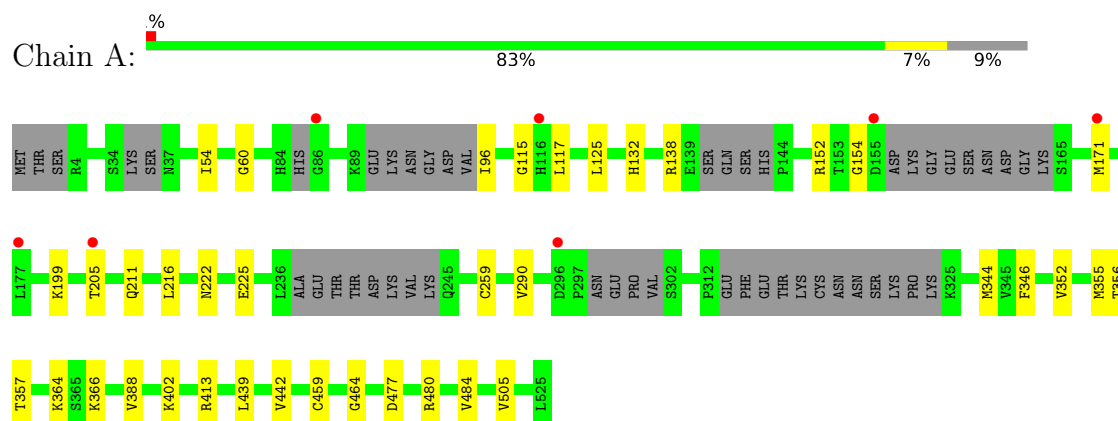 .%
Chain A:
83% 7% 9%
MET THR SER R4 S34 LYS SER N37 I54 G60 H84 HIS G86 K89 GLU LYS ASN GLY ASP VAL I96 G115 H116 L117 L125 H132 R138 E139 SER GLN SER HIS P144 R152 T153 G154 D155 ASP LYS GLY GLU SER ASN ASP GLY LYS S165 M171
L177 K199 T205 Q211 L216 N222 E225 L236 ALA GLU THR THR ASP LYS VAL LYS Q245 C259 V290 D296 P297 ASN GLU PRO VAL S302 P312 GLU PHE GLU THR LYS CYS ASN ASN SER LYS PRO LYS K325 M344 V345 F346 V352 M355 T356
T357 K364 S365 K366 V388 K402 R413 L439 V442 C459 G464 D477 R480 V484 V505 L525